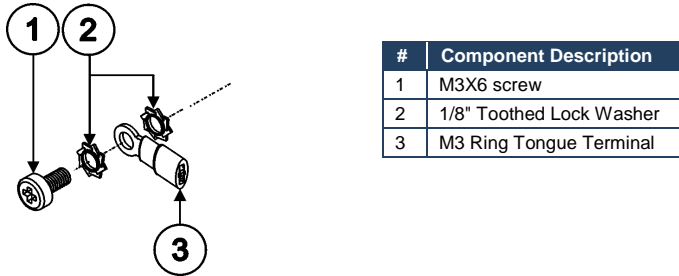 1 2
3
# Component Description
1 M3X6 screw
2 1/8" Toothed Lock Washer
3 M3 Ring Tongue Terminal